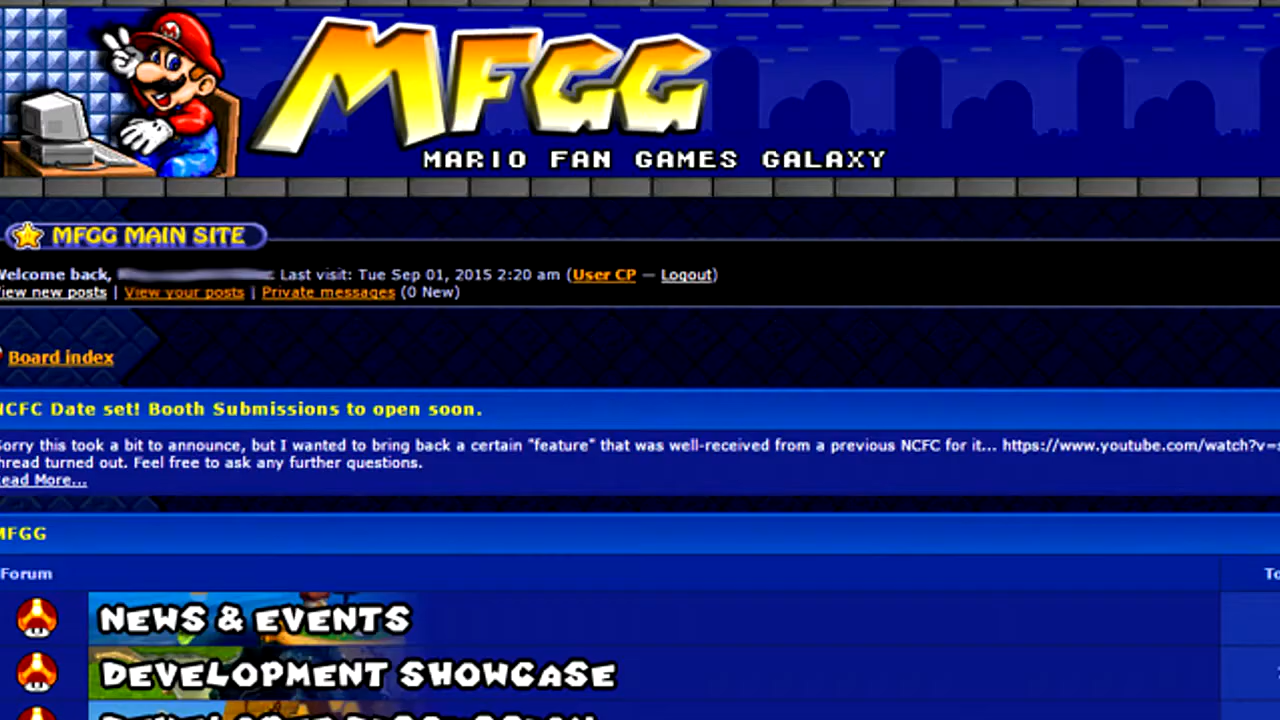 MFGG
MARIO FAN GAMES GALAXY
MFGG MAIN SITE
Welcome back, Last visit: Tue Sep 01, 2015 2:20 am (User CP — Logout)
View new posts | View your posts | Private messages (0 New)
Board index
NCFC Date set! Booth Submissions to open soon.
Sorry this took a bit to announce, but I wanted to bring back a certain "feature" that was well-received from a previous NCFC for it... https://www.youtube.com/watch?v=
thread turned out. Feel free to ask any further questions.
Read More...
MFGG
Forum
NEWS & EVENTS
DEVELOPMENT SHOWCASE